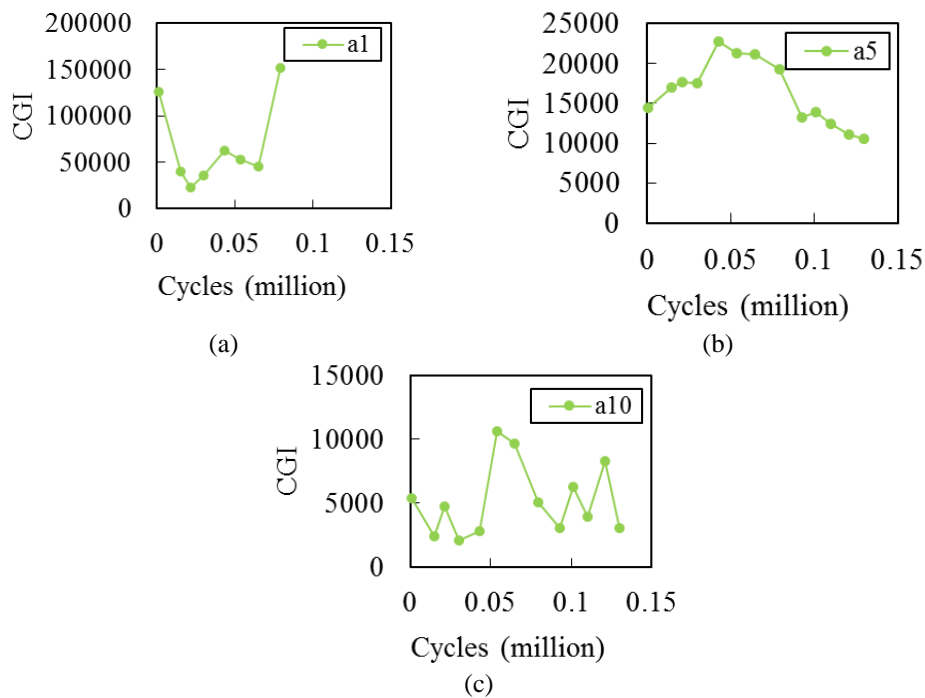 200000
150000
100000
50000
0
CGI
a1
0 0.05 0.1 0.15
Cycles (million)
(a)
25000
20000
15000
10000
5000
0
CGI
a5
0 0.05 0.1 0.15
Cycles (million)
(b)
15000
10000
5000
0
CGI
a10
0 0.05 0.1 0.15
Cycles (million)
(c)